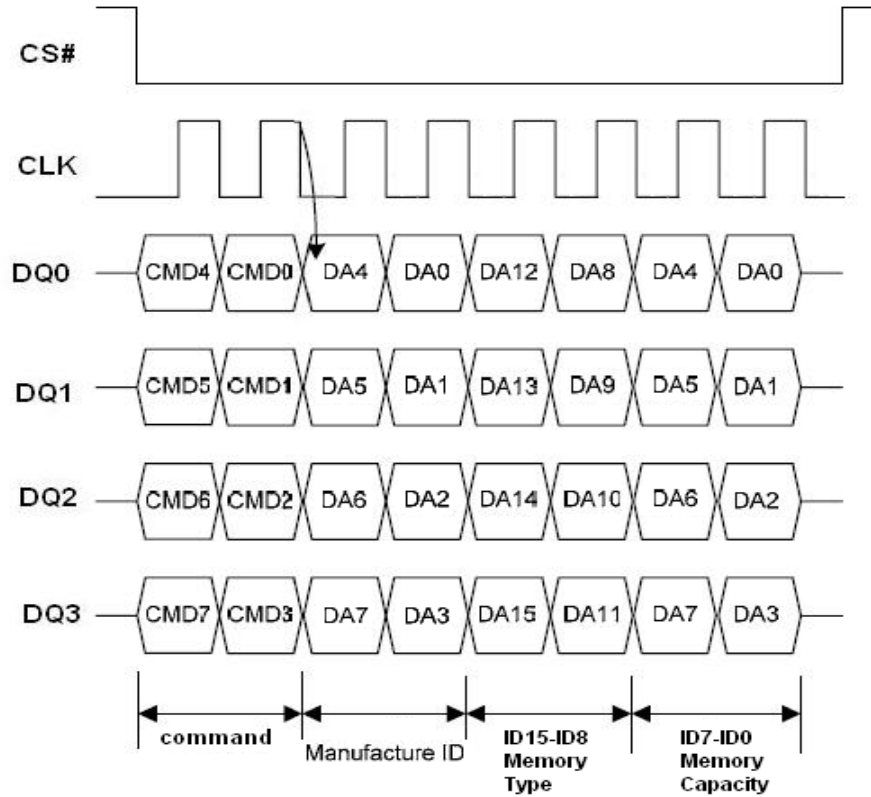 CS#
CLK
DQ0 CMD4 CMD0 DA4 DA0 DA12 DA8 DA4 DA0
DQ1 CMD5 CMD1 DA5 DA1 DA13 DA9 DA5 DA1
DQ2 CMD6 CMD2 DA6 DA2 DA14 DA10 DA6 DA2
DQ3 CMD7 CMD3 DA7 DA3 DA15 DA11 DA7 DA3
command
Manufacture ID
ID15-ID8
Memory
Type
ID7-ID0
Memory
Capacity